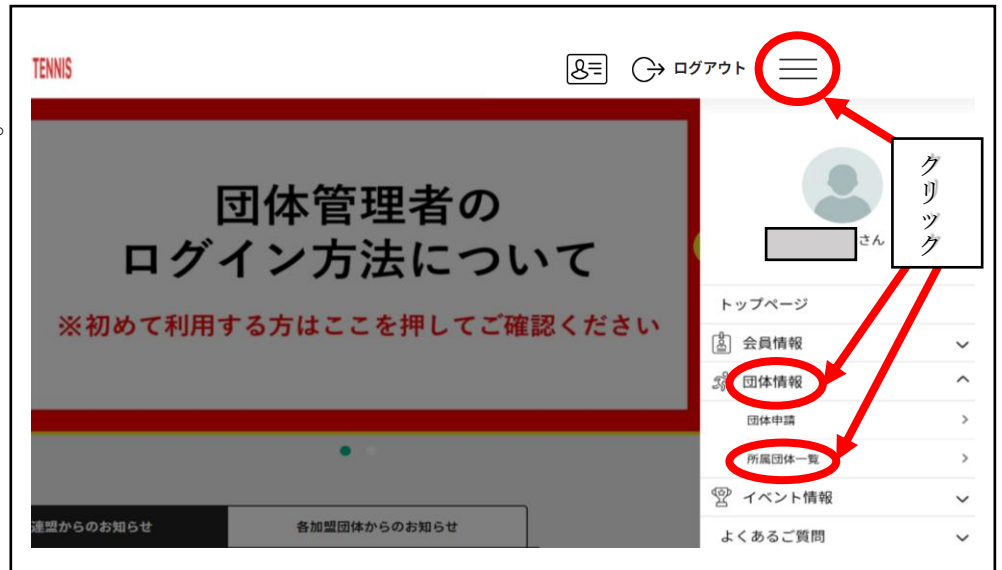 。
TENNIS
ログアウト
団体管理者の
ログイン方法について
※初めて利用する方はここを押してご確認ください
クリック
さん
トップページ
会員情報
団体情報
団体申請
所属団体一覧
イベント情報
よくあるご質問
連盟からのお知らせ
各加盟団体からのお知らせ